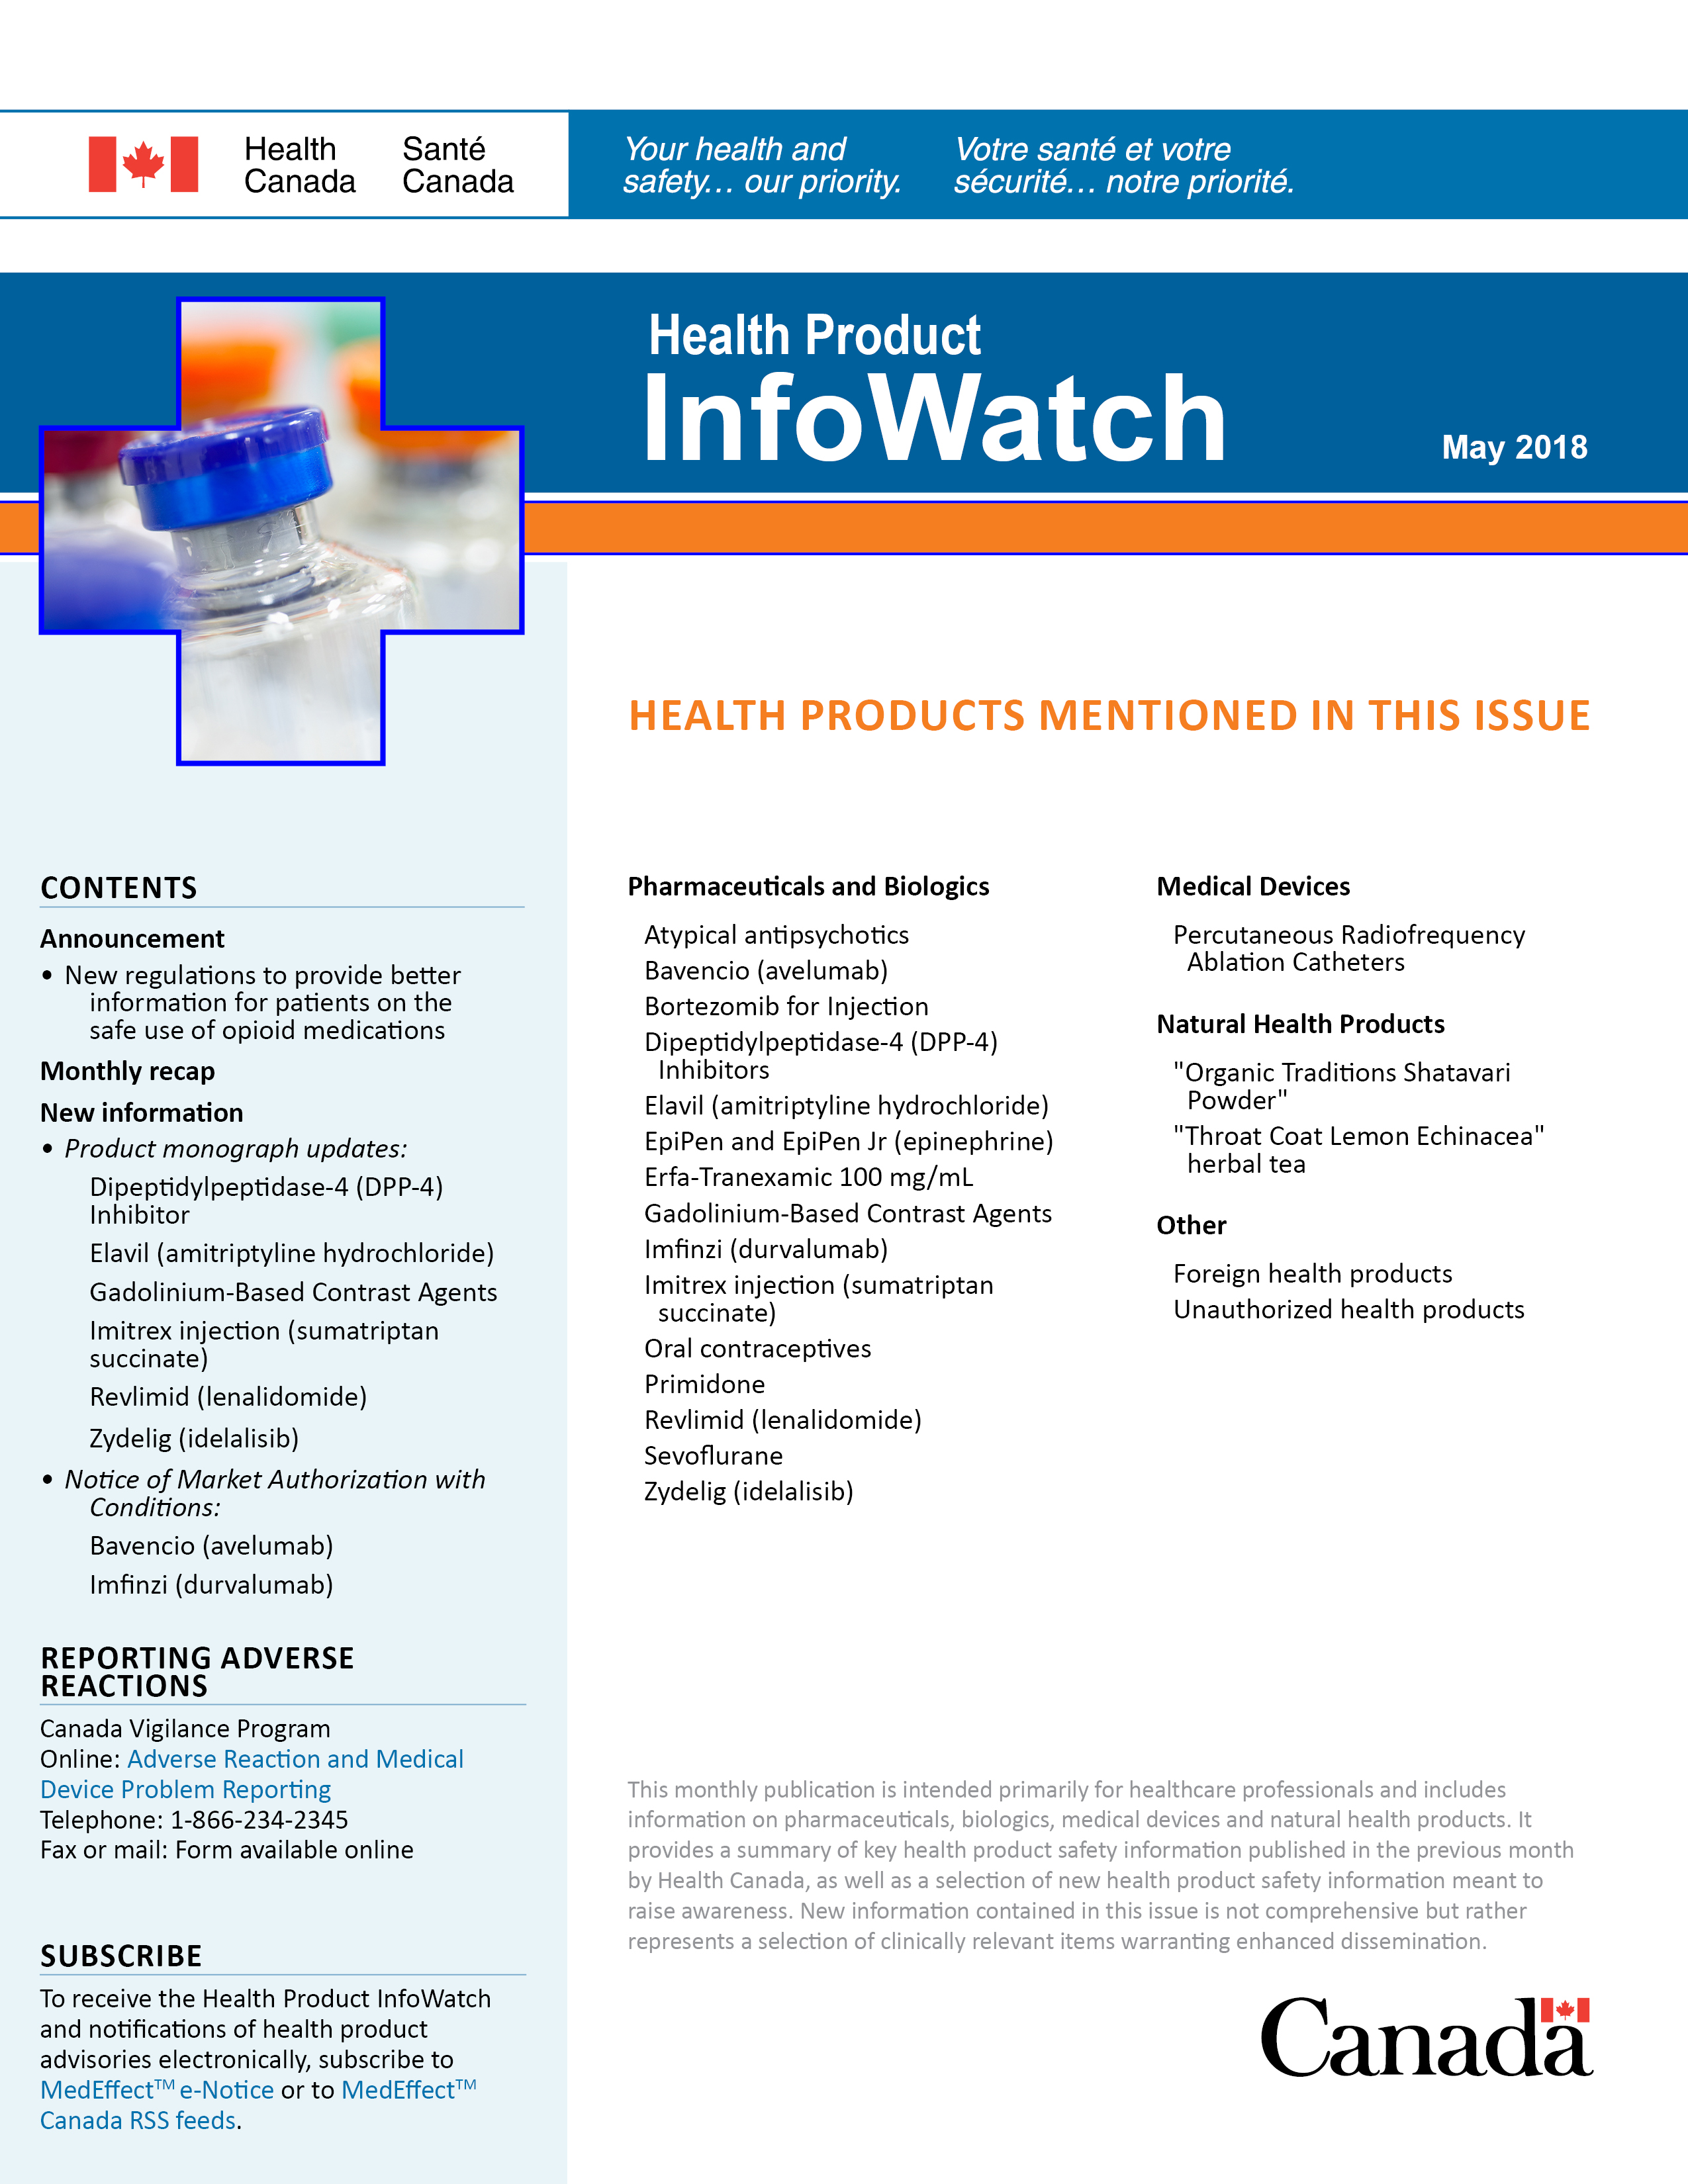 Health
Canada
Santé
Canada
Your health and
safety… our priority.
Votre santé et votre
sécurité… notre priorité.
Health Product
InfoWatch
May 2018
HEALTH PRODUCTS MENTIONED IN THIS ISSUE
CONTENTS
Announcement
• New regulations to provide better
information for patients on the
safe use of opioid medications
Monthly recap
New information
• Product monograph updates:
Dipeptidylpeptidase-4 (DPP-4)
Inhibitor
Elavil (amitriptyline hydrochloride)
Gadolinium-Based Contrast Agents
Imitrex injection (sumatriptan
succinate)
Revlimid (lenalidomide)
Zydelig (idelalisib)
• Notice of Market Authorization with
Conditions:
Bavencio (avelumab)
Imfinzi (durvalumab)
REPORTING ADVERSE
REACTIONS
Canada Vigilance Program
Online: Adverse Reaction and Medical
Device Problem Reporting
Telephone: 1-866-234-2345
Fax or mail: Form available online
SUBSCRIBE
To receive the Health Product InfoWatch
and notifications of health product
advisories electronically, subscribe to
MedEffect™ e-Notice or to MedEffect™
Canada RSS feeds.
Pharmaceuticals and Biologics
Atypical antipsychotics
Bavencio (avelumab)
Bortezomib for Injection
Dipeptidylpeptidase-4 (DPP-4)
Inhibitors
Elavil (amitriptyline hydrochloride)
EpiPen and EpiPen Jr (epinephrine)
Erfa-Tranexamic 100 mg/mL
Gadolinium-Based Contrast Agents
Imfinzi (durvalumab)
Imitrex injection (sumatriptan
succinate)
Oral contraceptives
Primidone
Revlimid (lenalidomide)
Sevoflurane
Zydelig (idelalisib)
Medical Devices
Percutaneous Radiofrequency
Ablation Catheters
Natural Health Products
"Organic Traditions Shatavari
Powder"
"Throat Coat Lemon Echinacea"
herbal tea
Other
Foreign health products
Unauthorized health products
This monthly publication is intended primarily for healthcare professionals and includes
information on pharmaceuticals, biologics, medical devices and natural health products. It
provides a summary of key health product safety information published in the previous month
by Health Canada, as well as a selection of new health product safety information meant to
raise awareness. New information contained in this issue is not comprehensive but rather
represents a selection of clinically relevant items warranting enhanced dissemination.
Canada